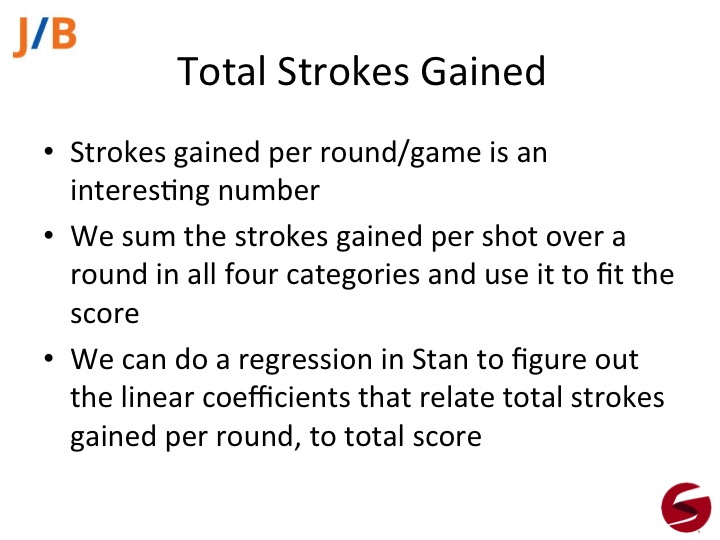 J/B
Total Strokes Gained
• Strokes gained per round/game is an
interesting number
• We sum the strokes gained per shot over a
round in all four categories and use it to fit the
score
• We can do a regression in Stan to figure out
the linear coefficients that relate total strokes
gained per round, to total score